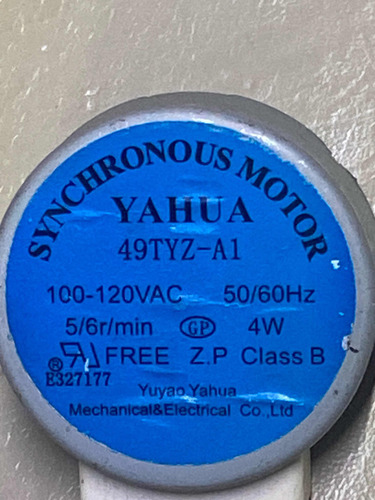 SYNCHRONOUS MOTOR
YAHUA
49TYZ-A1
100-120VAC 50/60Hz
5/6r/min GP 4W
® FREE Z.P Class B
E327177
Yuyao Yahua
Mechanical&Electrical Co.,Ltd